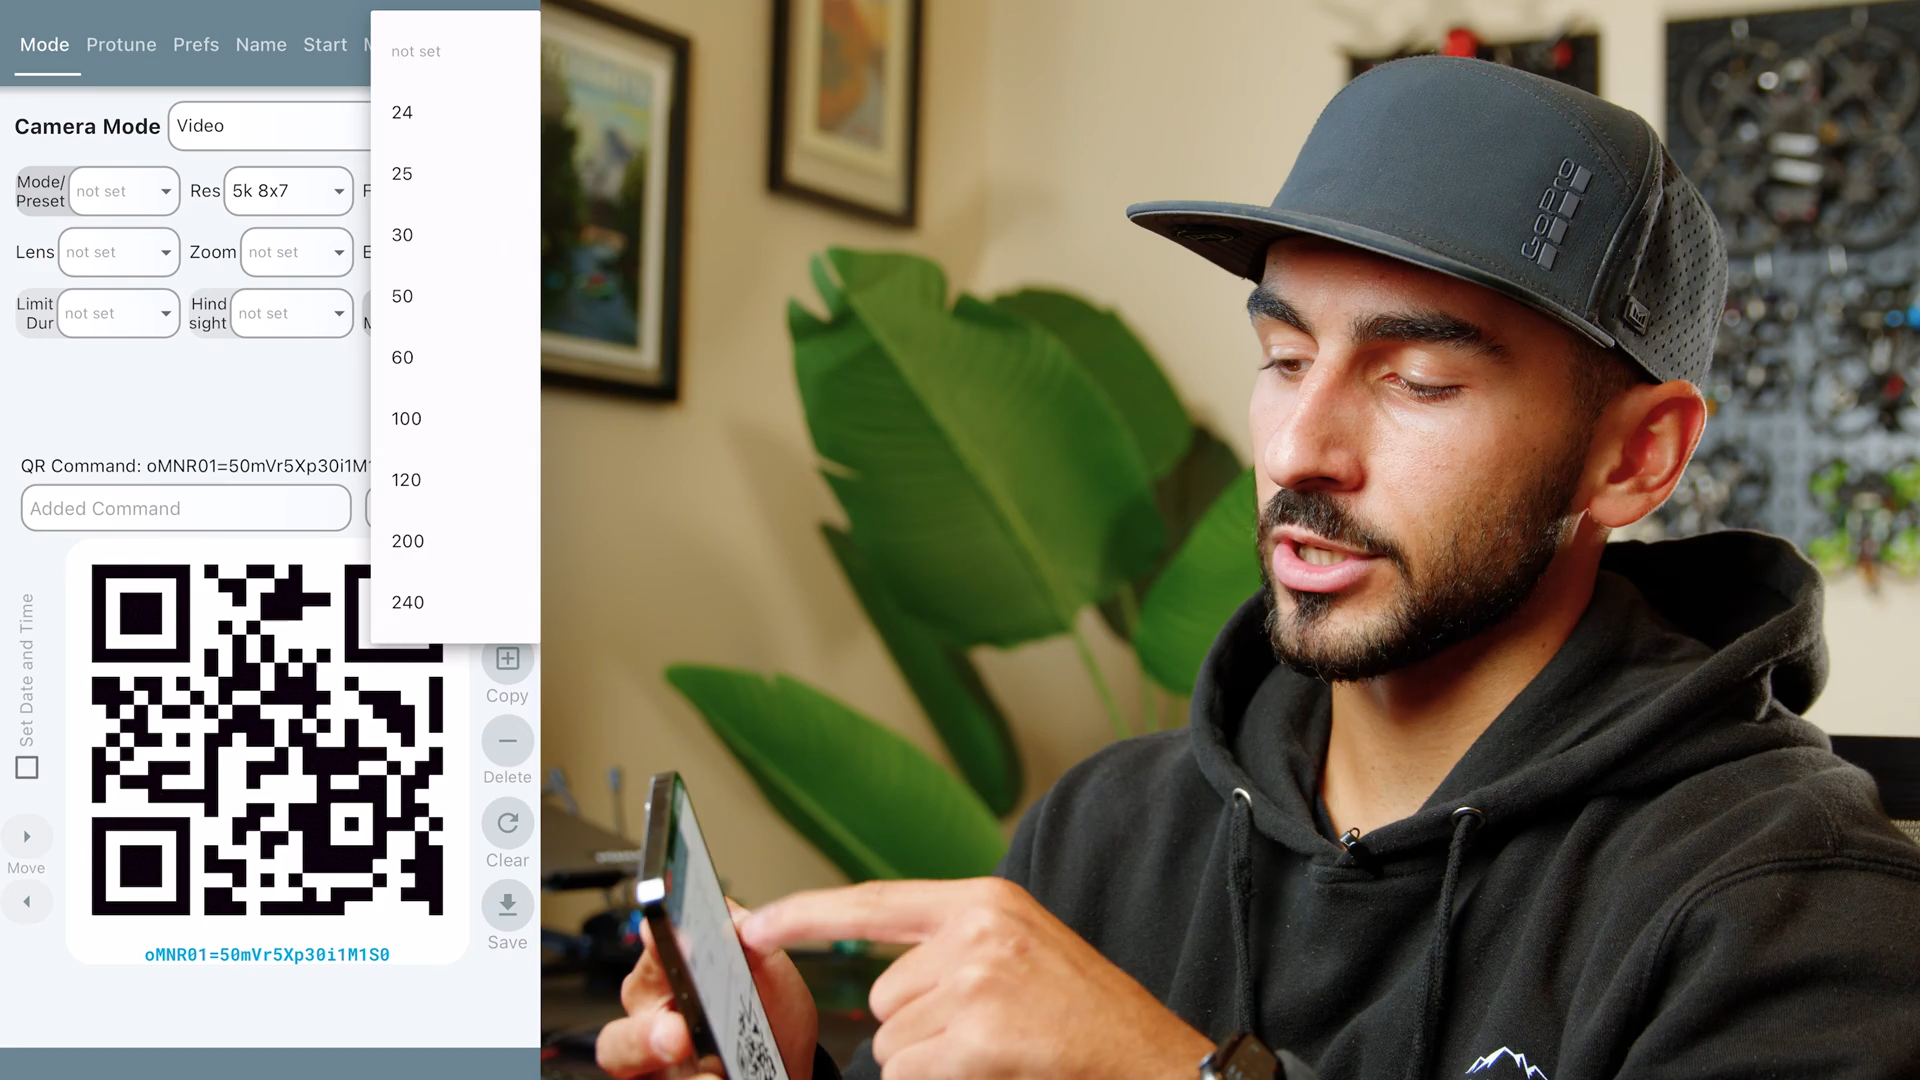 Mode Protune Prefs Name Start M
not set
24
25
30
50
60
100
120
200
240
Camera Mode Video
Mode/
Preset
not set
Res 5k 8x7
F
Lens not set
Zoom not set
E
Limit
Dur
not set
Hind
sight
not set
M
QR Command: oMNR01=50mVr5Xp30i1M1
Added Command
Set Date and Time
Move
Copy
Delete
Clear
Save
oMNR01=50mVr5Xp30i1M1S0
GoPro